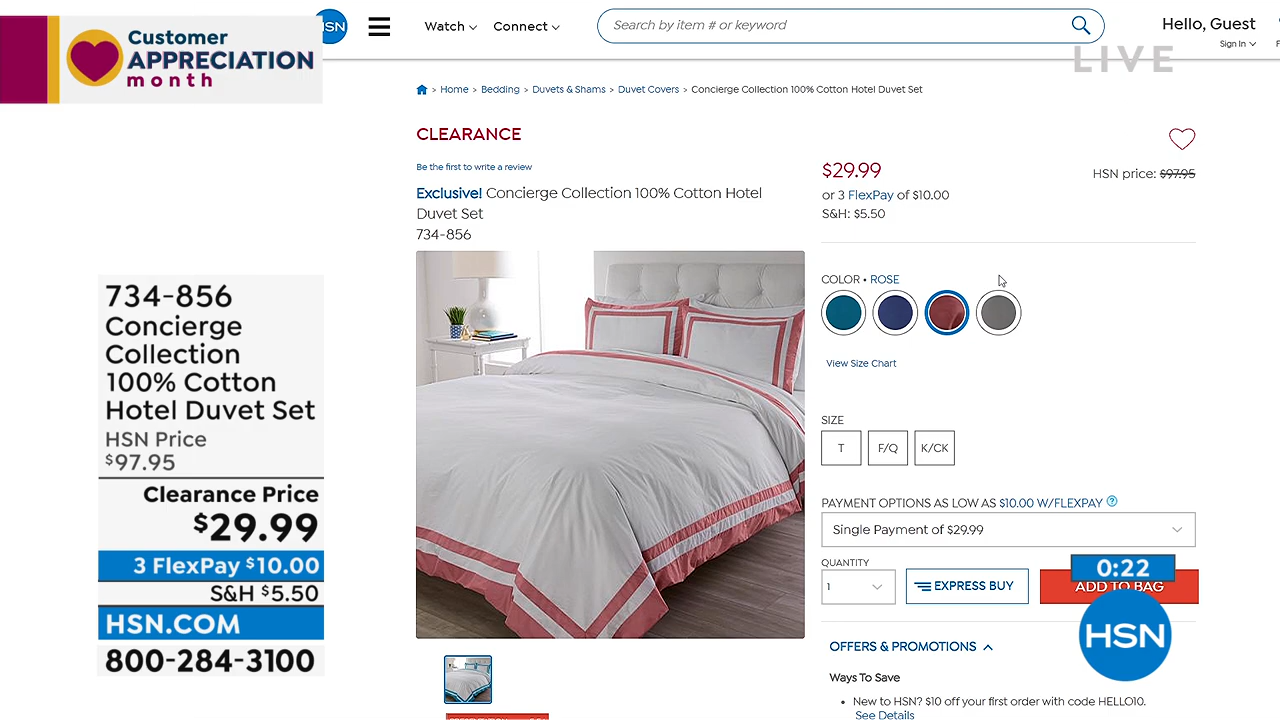 Customer
APPRECIATION
month
HSN
Watch
Connect
Search by item # or keyword
Hello, Guest
Sign In
LIVE
> Home > Bedding > Duvets & Shams > Duvet Covers > Concierge Collection 100% Cotton Hotel Duvet Set
CLEARANCE
Be the first to write a review
Exclusive! Concierge Collection 100% Cotton Hotel
Duvet Set
734-856
$29.99
HSN price: $97.95
or 3 FlexPay of $10.00
S&H: $5.50
COLOR • ROSE
View Size Chart
SIZE
T
F/Q
K/CK
PAYMENT OPTIONS AS LOW AS $10.00 W/FLEXPAY ?
Single Payment of $29.99
QUANTITY
1
EXPRESS BUY
0:22
ADD TO BAG
HSN
OFFERS & PROMOTIONS
Ways To Save
• New to HSN? $10 off your first order with code HELLO10.
See Details
734-856
Concierge
Collection
100% Cotton
Hotel Duvet Set
HSN Price
$97.95
Clearance Price
$29.99
3 FlexPay $10.00
S&H $5.50
HSN.COM
800-284-3100